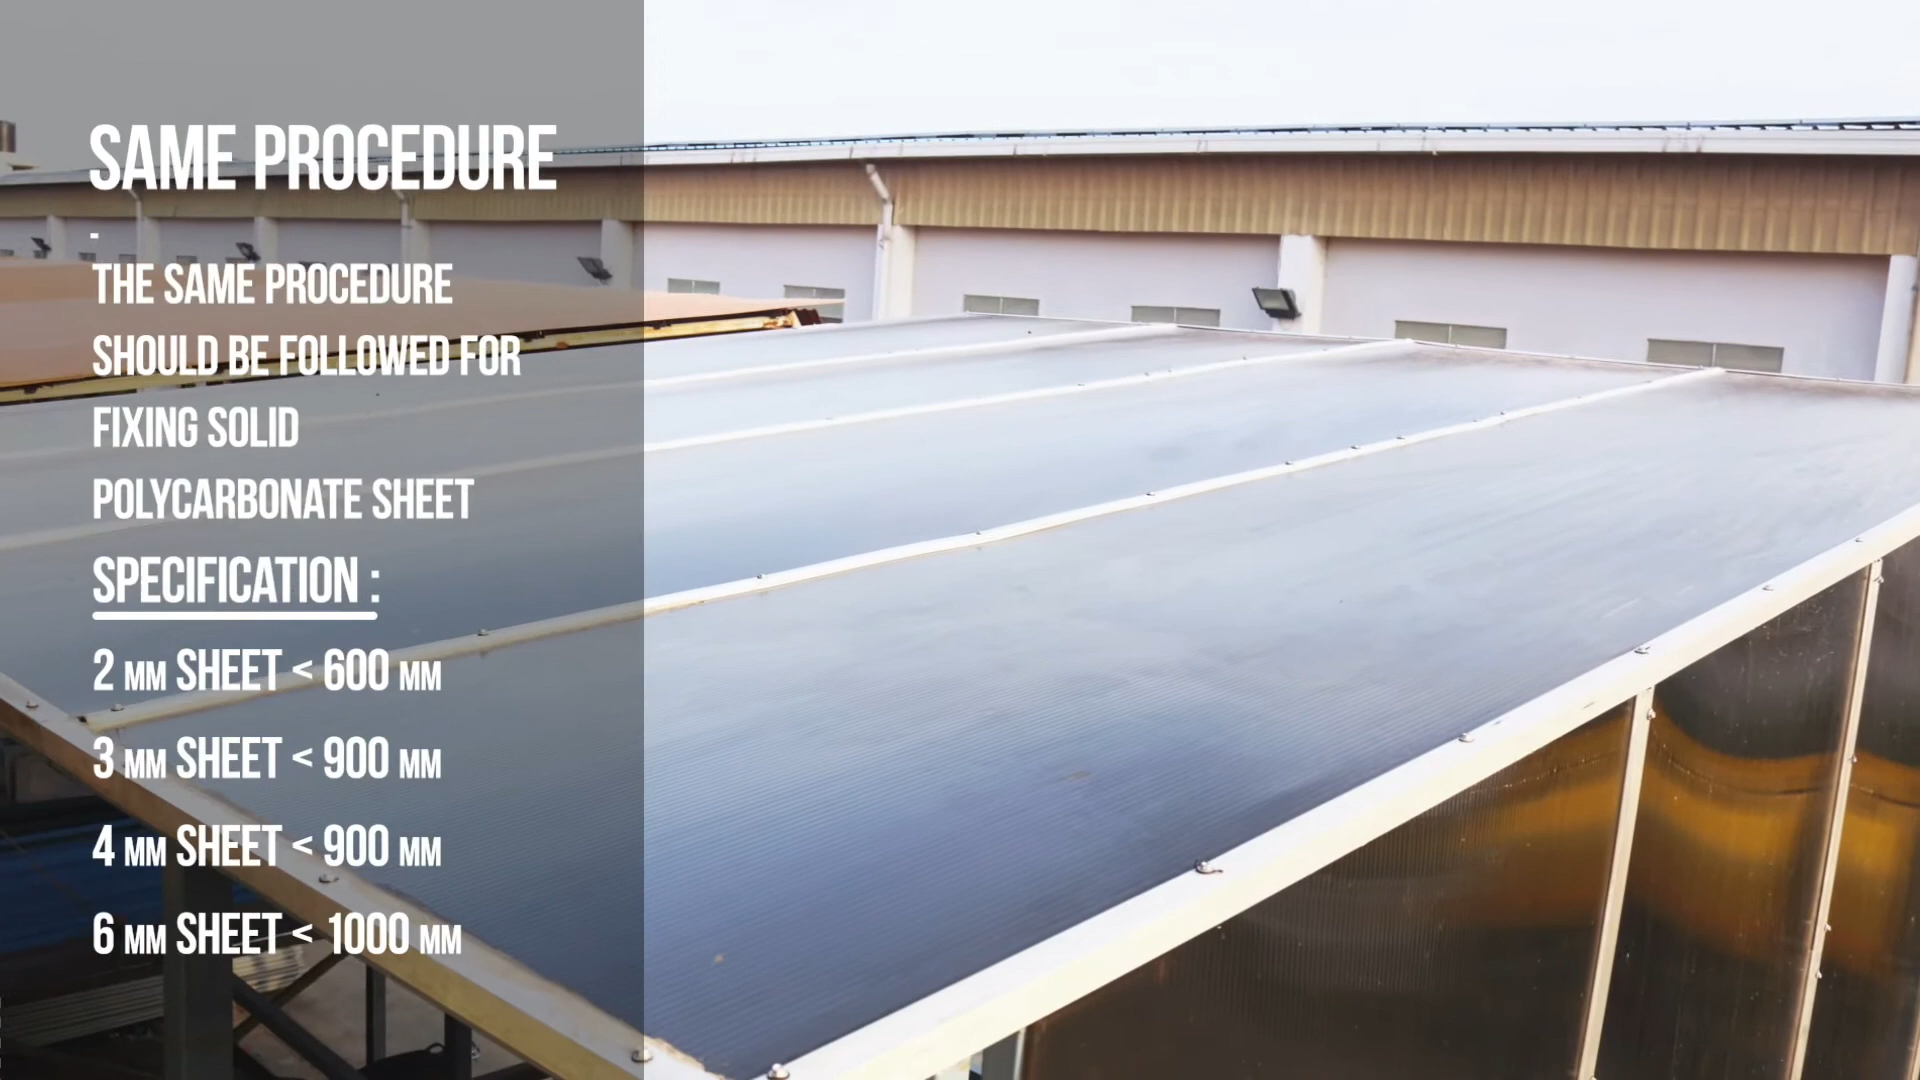 SAME PROCEDURE
-
THE SAME PROCEDURE
SHOULD BE FOLLOWED FOR
FIXING SOLID
POLYCARBONATE SHEET
SPECIFICATION :
2 MM SHEET < 600 MM
3 MM SHEET < 900 MM
4 MM SHEET < 900 MM
6 MM SHEET < 1000 MM